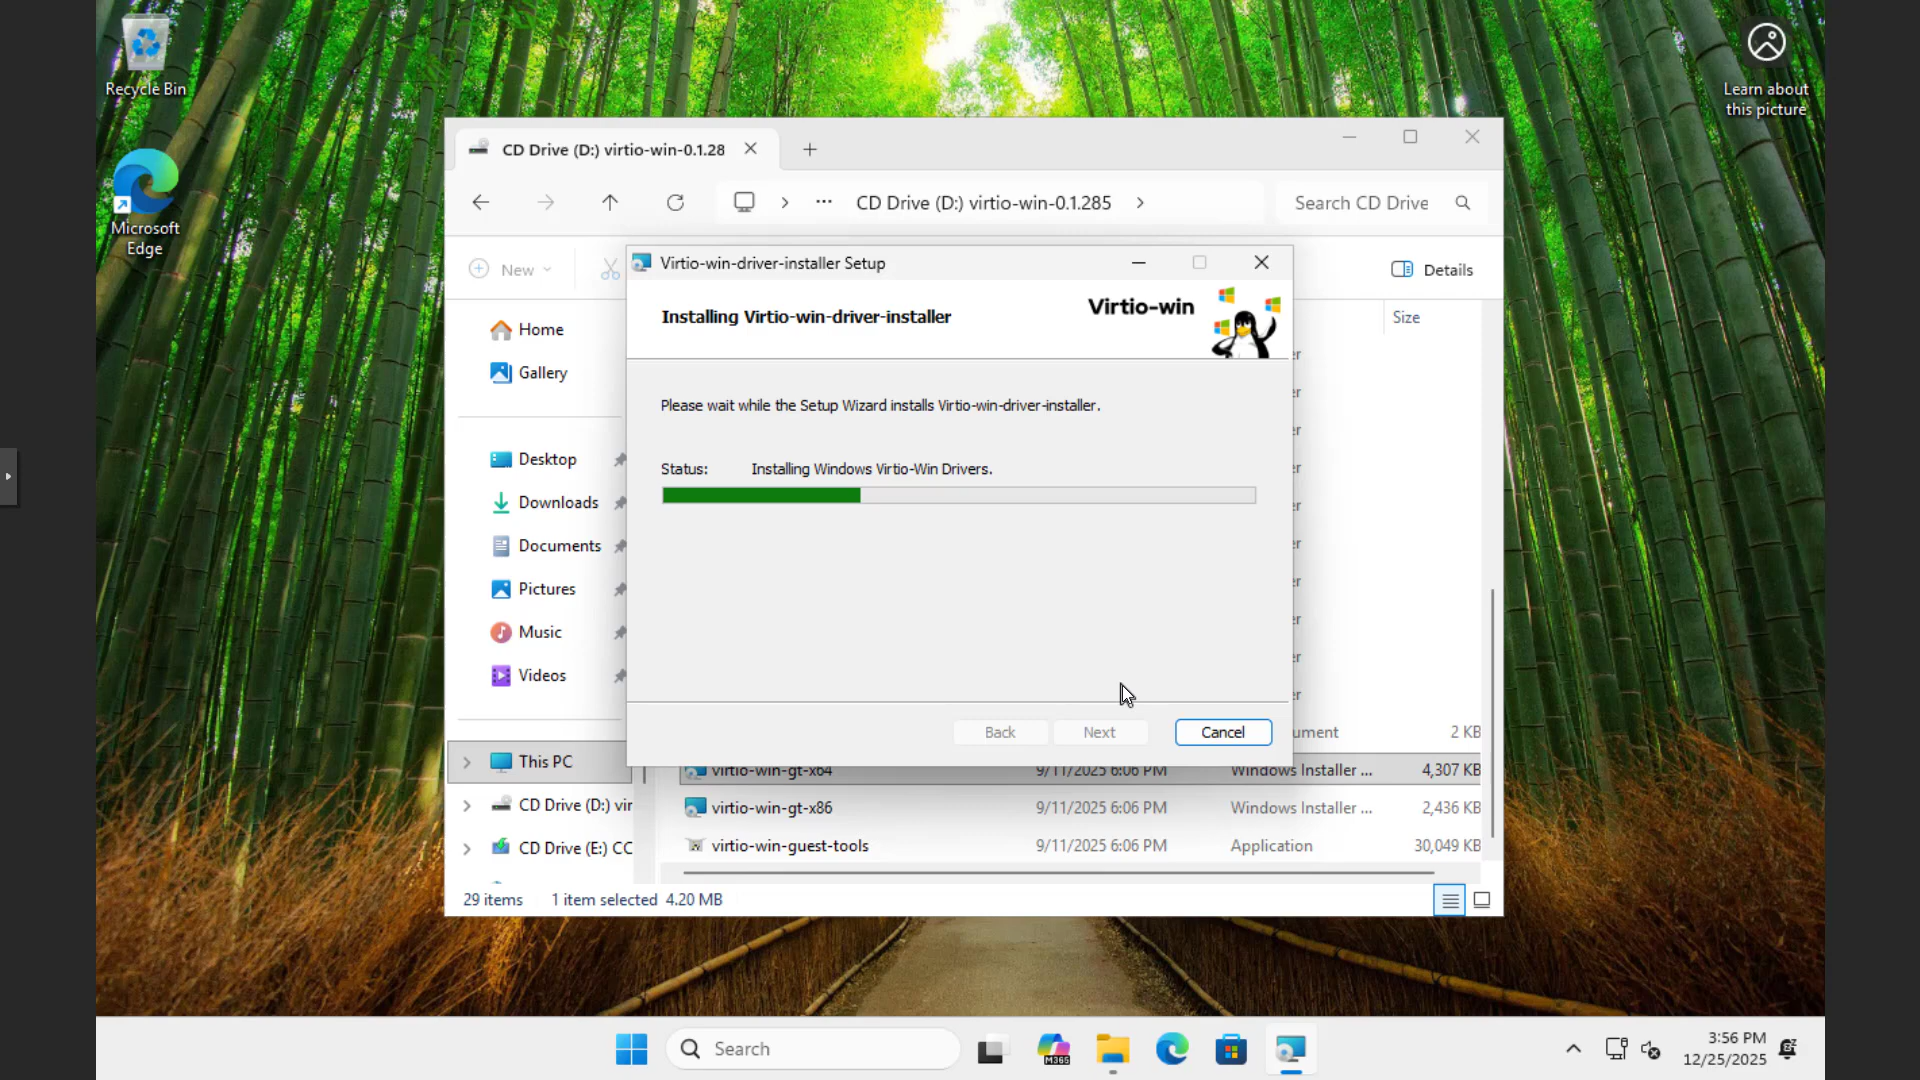 Recycle Bin
Microsoft
Edge
Learn about
this picture
CD Drive (D:) virtio-win-0.1.28
CD Drive (D:) virtio-win-0.1.285
Search CD Drive
New
Details
Home
Gallery
Desktop
Downloads
Documents
Pictures
Music
Videos
This PC
CD Drive (D:) vir
CD Drive (E:) CC
Size
Virtio-win-driver-installer Setup
Installing Virtio-win-driver-installer
Virtio-win
Please wait while the Setup Wizard installs Virtio-win-driver-installer.
Status: Installing Windows Virtio-Win Drivers.
Back Next Cancel
ument 2 KB
virtio-win-gt-x64 9/11/2025 6:06 PM Windows Installer ... 4,307 KB
virtio-win-gt-x86 9/11/2025 6:06 PM Windows Installer ... 2,436 KB
virtio-win-guest-tools 9/11/2025 6:06 PM Application 30,049 KB
29 items 1 item selected 4.20 MB
Search
M365
3:56 PM
12/25/2025